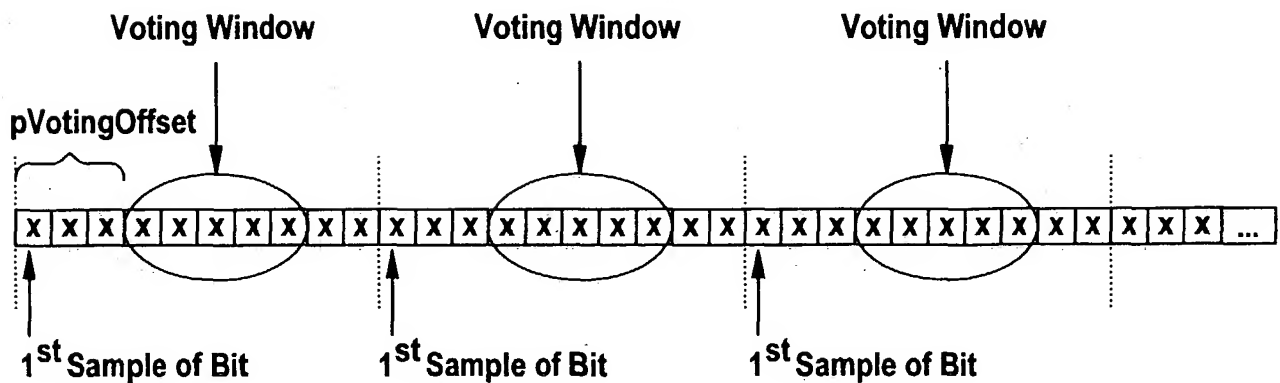 Voting Window Voting Window Voting Window
pVotingOffset
X X X X X X X X X X X X X X X X X X X X X X X X X X X X X X X X X ...
1st Sample of Bit 1st Sample of Bit 1st Sample of Bit